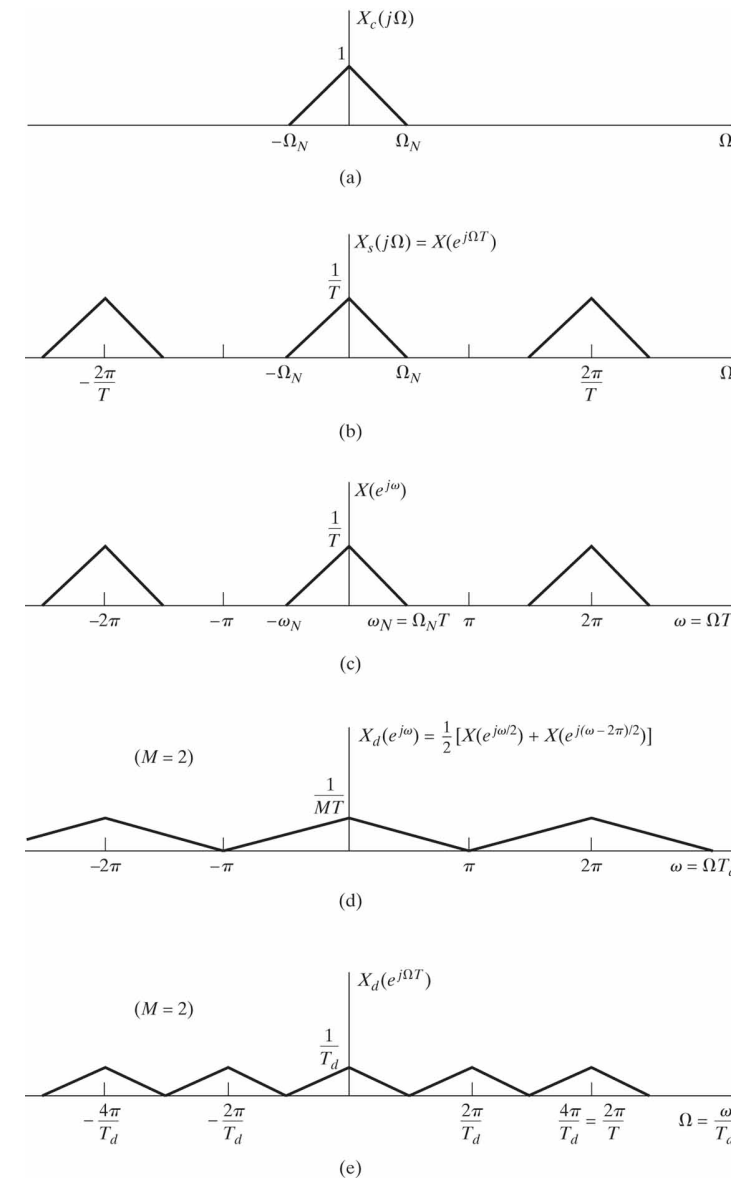 X_c(jΩ)
1
−Ω_N Ω_N Ω
(a)
X_s(jΩ) = X(e^{jΩT})
1/T
−2π/T −Ω_N Ω_N 2π/T Ω
(b)
X(e^{jω})
1/T
−2π −π −ω_N ω_N = Ω_N T π 2π ω = ΩT
(c)
X_d(e^{jω}) = 1/2 [X(e^{jω/2}) + X(e^{j(ω − 2π)/2})]
(M = 2)
1/MT
−2π −π π 2π ω = ΩT_d
(d)
X_d(e^{jΩT})
(M = 2)
1/T_d
−4π/T_d −2π/T_d 2π/T_d 4π/T_d = 2π/T Ω = ω/T_d
(e)